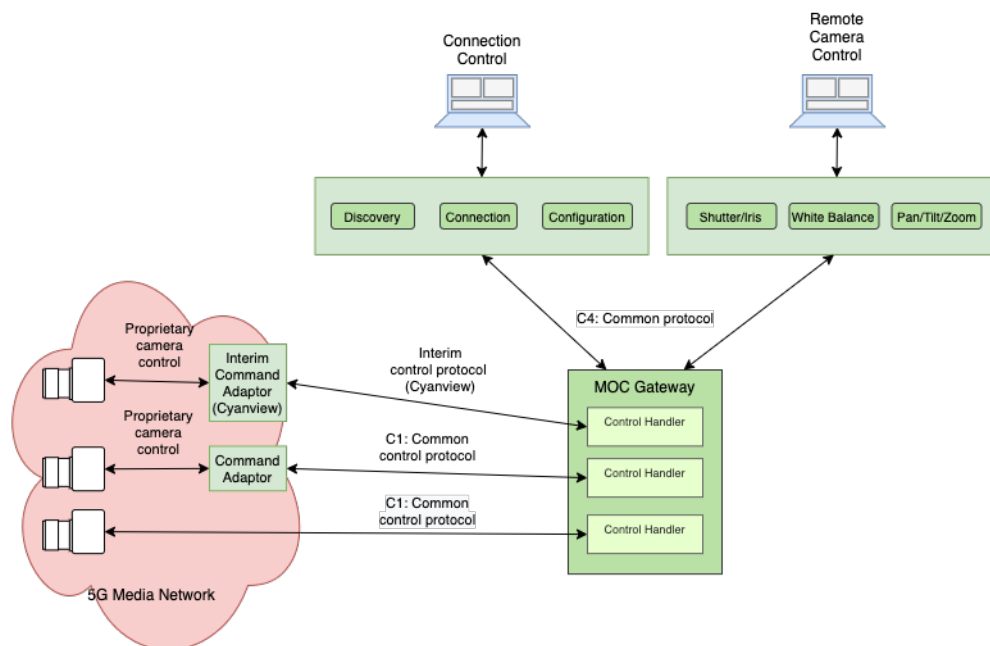 Connection
Control
Remote
Camera
Control
Discovery
Connection
Configuration
Shutter/Iris
White Balance
Pan/Tilt/Zoom
C4: Common protocol
Proprietary
camera
control
Interim
Command
Adaptor
(Cyanview)
Interim
control protocol
(Cyanview)
MOC Gateway
Control Handler
Proprietary
camera
control
Command
Adaptor
C1: Common
control protocol
Control Handler
C1: Common
control protocol
Control Handler
5G Media Network